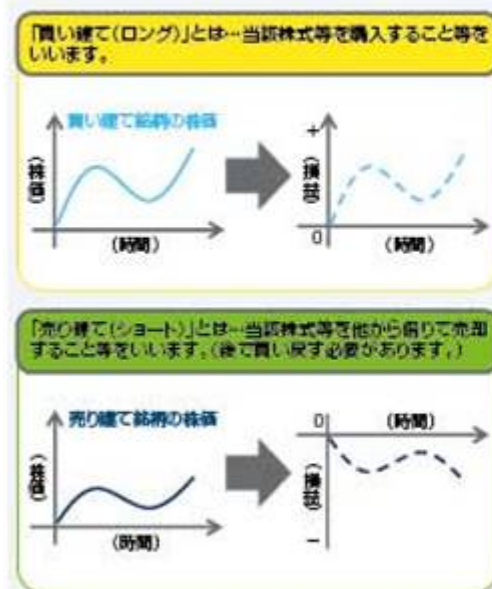 「買い建て(ロング)」とは…当該株式等を購入すること等を
いいます。
買い建て銘柄の株価
(株価)
(時間)
+
(損益)
0
(時間)
「売り建て(ショート)」とは…当該株式等を他から借りて売却
することなどをいいます。(後で買い戻す必要があります。)
売り建て銘柄の株価
(株価)
(時間)
0
(時間)
(損益)
−